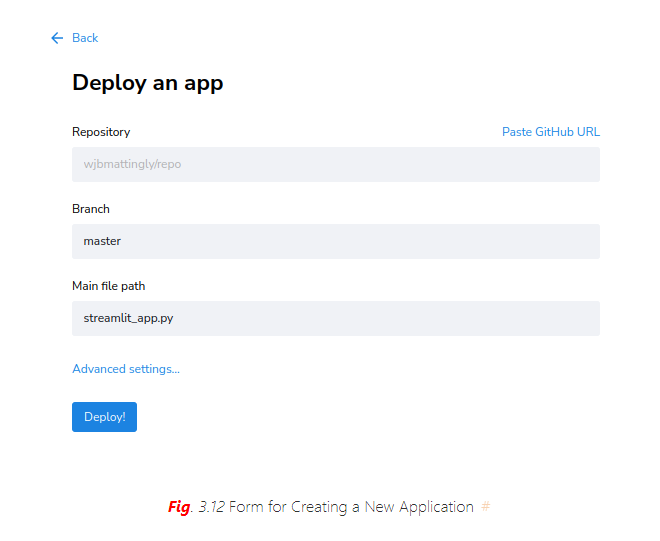 Back
Deploy an app
Repository Paste GitHub URL
wjbmattingly/repo
Branch
master
Main file path
streamlit_app.py
Advanced settings...
Deploy!
Fig. 3.12 Form for Creating a New Application #